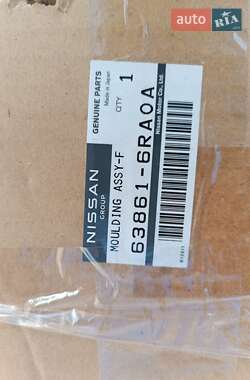 auto RIA
GENUINE PARTS
Made in Japan
QTY 1
Nissan Motor Co., Ltd.
NISSAN
GROUP
MOULDING ASSY-F
63861-6RA0A